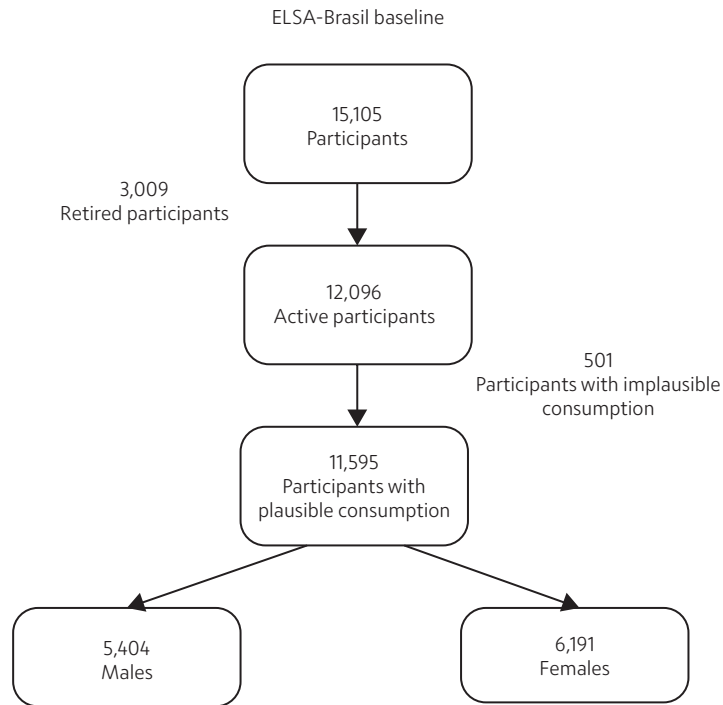 ELSA-Brasil baseline
15,105
Participants
3,009
Retired participants
12,096
Active participants
501
Participants with implausible
consumption
11,595
Participants with
plausible consumption
5,404
Males
6,191
Females